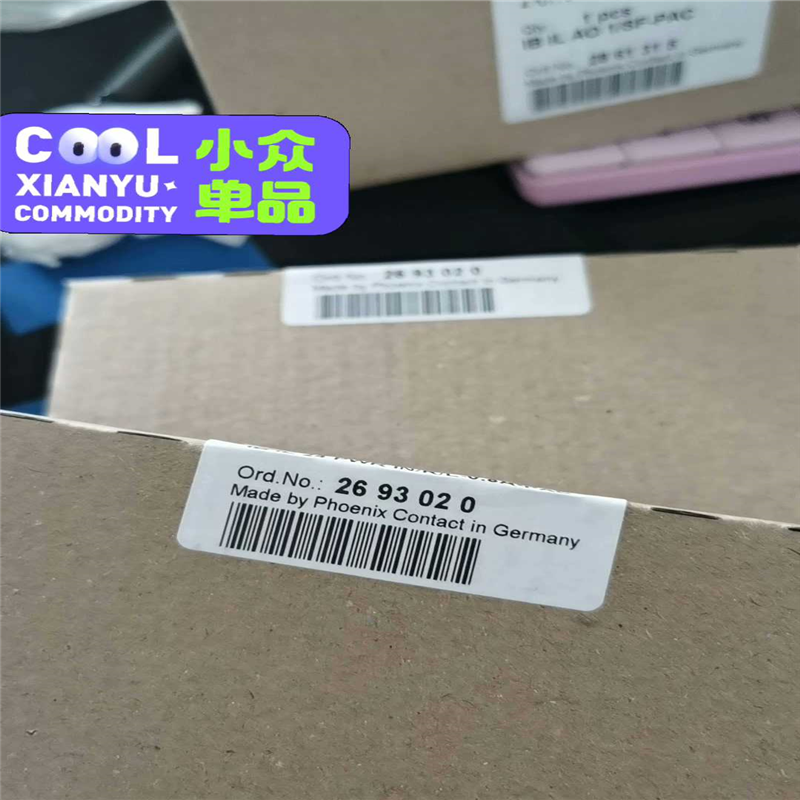 1 pcs
IB IL AO 1/SF-PAC
Made by Phoenix Contact in Germany
COOL
XIANYU
COMMODITY
小众
单品
Ord.No.: 26 93 02 0
Made by Phoenix Contact in Germany
Ord.No.: 26 93 02 0
Made by Phoenix Contact in Germany